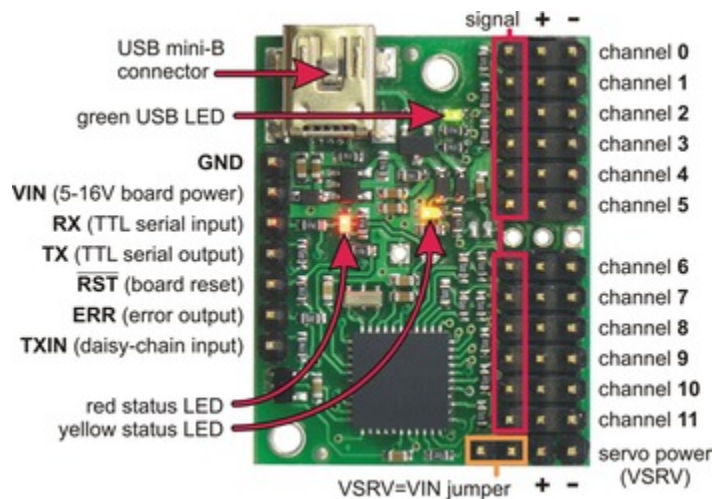 signal + −
USB mini-B
connector
green USB LED
GND
VIN (5-16V board power)
RX (TTL serial input)
TX (TTL serial output)
RST (board reset)
ERR (error output)
TXIN (daisy-chain input)
red status LED
yellow status LED
channel 0
channel 1
channel 2
channel 3
channel 4
channel 5
channel 6
channel 7
channel 8
channel 9
channel 10
channel 11
servo power
(VSRV)
VSRV=VIN jumper + −